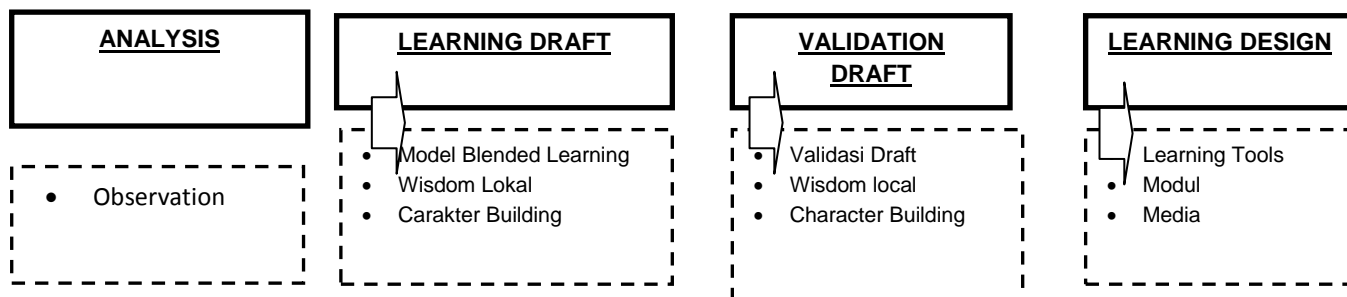 ANALYSIS
• Observation
LEARNING DRAFT
• Model Blended Learning
• Wisdom Lokal
• Carakter Building
VALIDATION
DRAFT
• Validasi Draft
• Wisdom local
• Character Building
LEARNING DESIGN
Learning Tools
• Modul
• Media